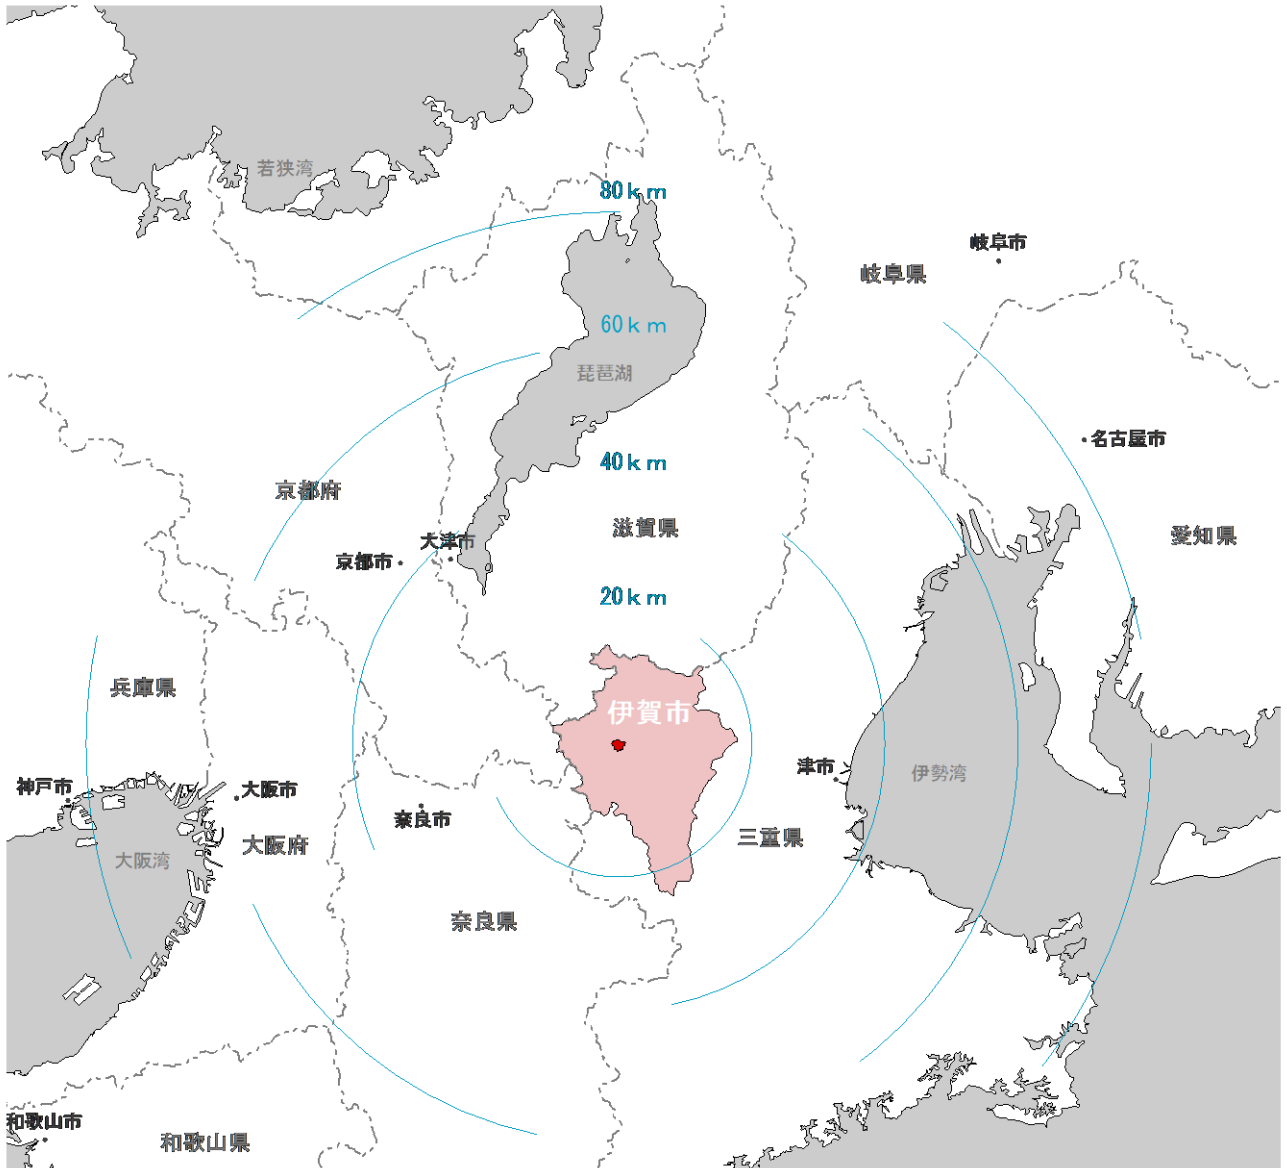 若狭湾
80ｋｍ
岐阜市
岐阜県
60ｋｍ
琵琶湖
名古屋市
40ｋｍ
京都府
滋賀県
愛知県
大津市
京都市
20ｋｍ
兵庫県
伊賀市
津市
伊勢湾
神戸市
大阪市
奈良市
三重県
大阪府
大阪湾
奈良県
和歌山市
和歌山県